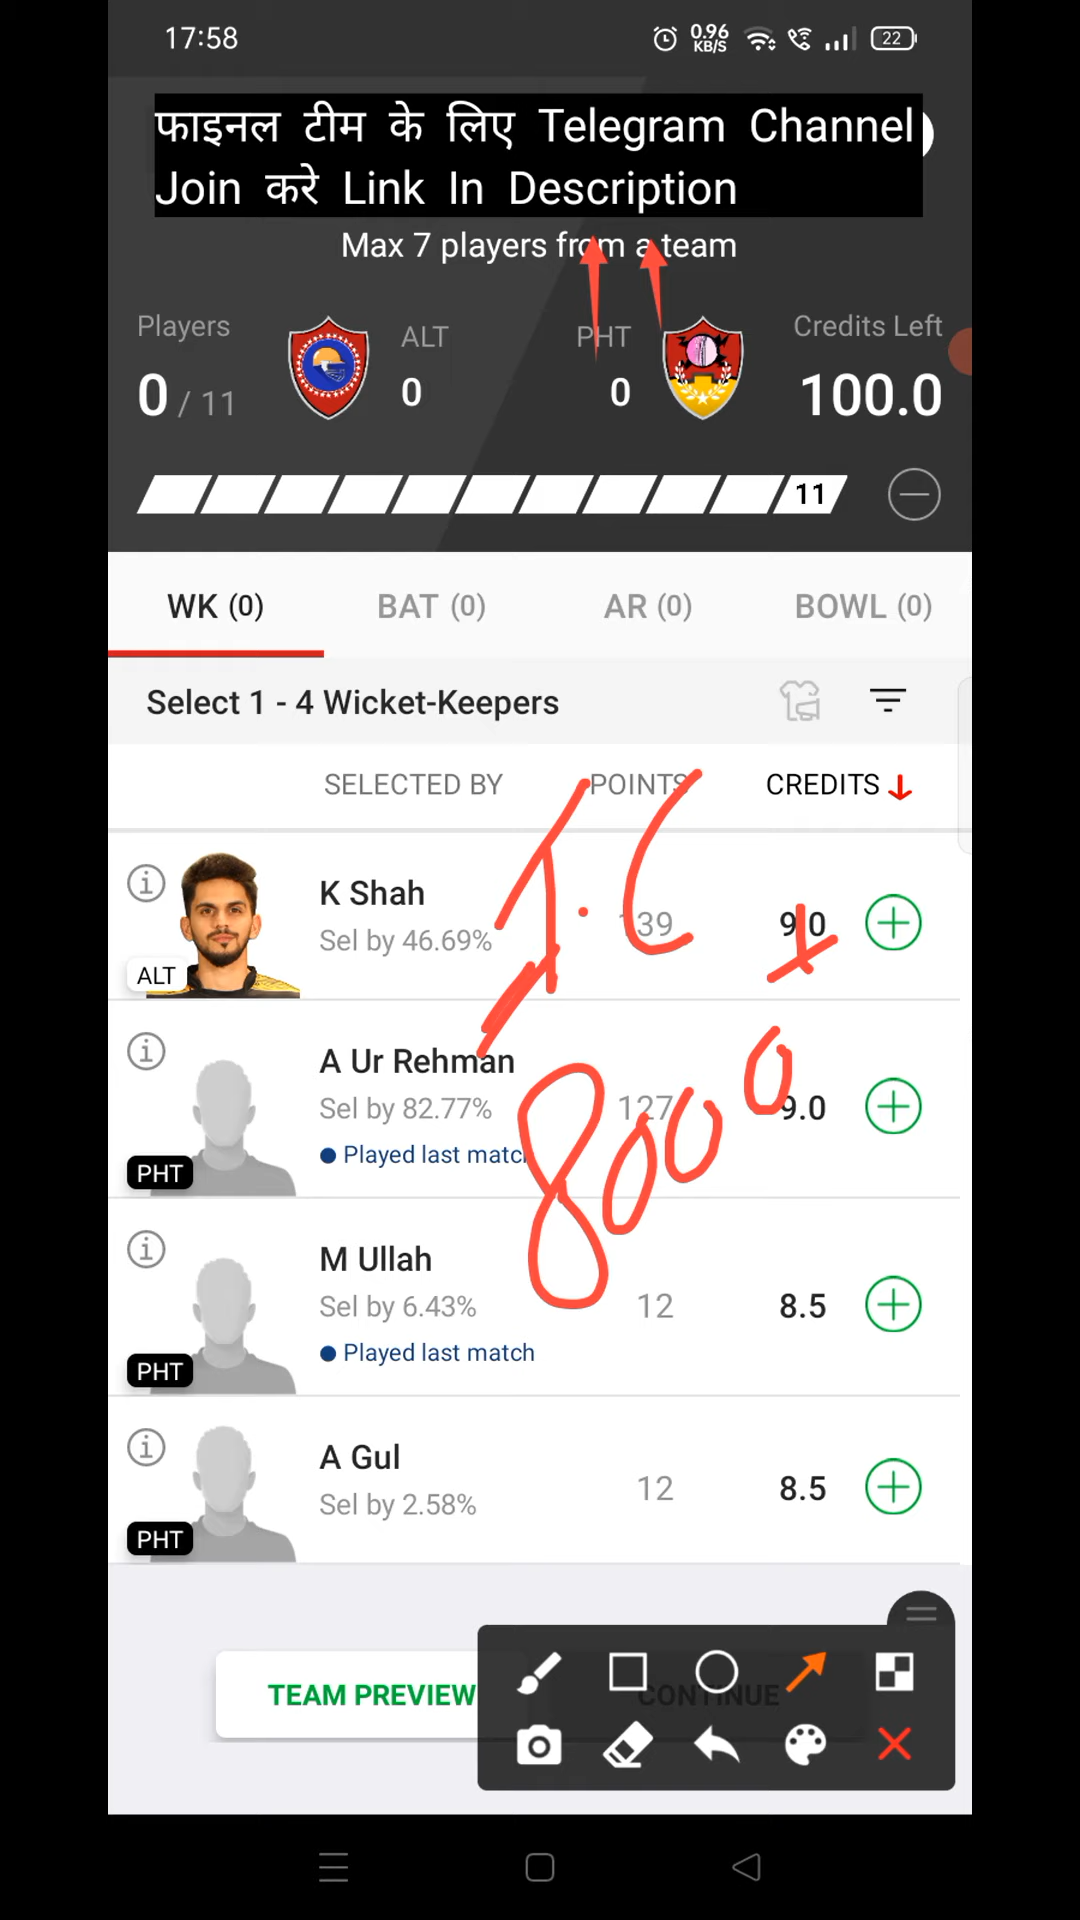 17:58
0.96 KB/S
22
फाइनल टीम के लिए Telegram Channel
Join करे Link In Description
Max 7 players from a team
Players
ALT
PHT
Credits Left
0 / 11
0
0
100.0
11
WK (0)
BAT (0)
AR (0)
BOWL (0)
Select 1 - 4 Wicket-Keepers
SELECTED BY
POINTS
CREDITS
K Shah
Sel by 46.69%
139
9.0
ALT
A Ur Rehman
Sel by 82.77%
127
9.0
Played last match
PHT
8000
M Ullah
Sel by 6.43%
12
8.5
Played last match
PHT
A Gul
Sel by 2.58%
12
8.5
PHT
TEAM PREVIEW
CONTINUE